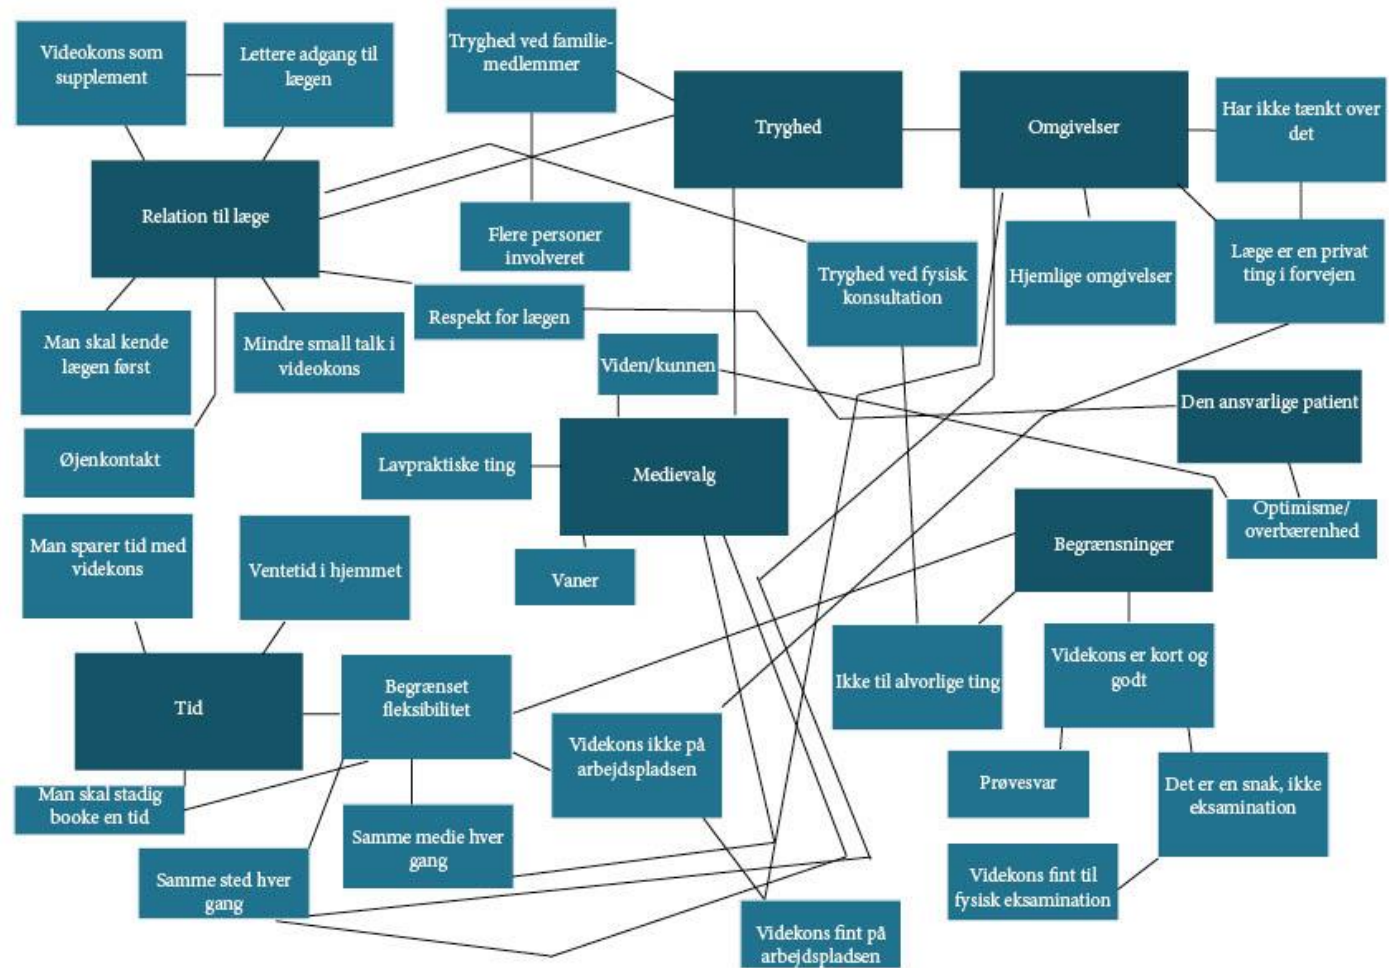 Videokons som
supplement
Lettere adgang til
lægen
Tryghed ved familie-
medlemmer
Tryghed
Omgivelser
Har ikke tænkt over
det
Relation til læge
Flere personer
involveret
Tryghed ved fysisk
konsultation
Hjemlige omgivelser
Læge er en privat
ting i forvejen
Man skal kende
lægen først
Mindre small talk i
videokons
Respekt for lægen
Viden/kunnen
Den ansvarlige patient
Øjenkontakt
Lavpraktiske ting
Medievalg
Optimisme/
overbærenhed
Man sparer tid med
videkons
Ventetid i hjemmet
Vaner
Begrænsninger
Tid
Begrænset
fleksibilitet
Videkons ikke på
arbejdspladsen
Ikke til alvorlige ting
Videkons er kort og
godt
Man skal stadig
booke en tid
Samme medie hver
gang
Prøvesvar
Det er en snak, ikke
eksamination
Samme sted hver
gang
Videkons fint på
arbejdspladsen
Videkons fint til
fysisk eksamination